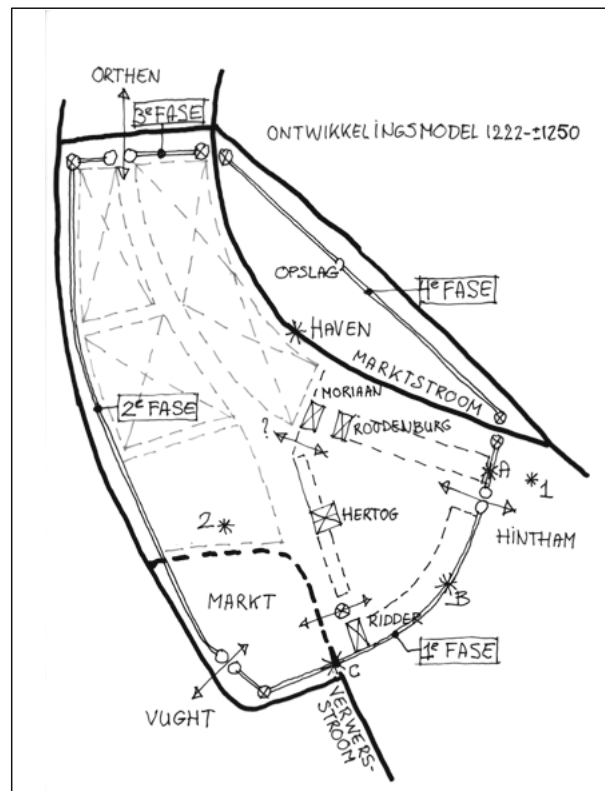 ORTHEN
3e FASE
ONTWIKKELINGSMODEL 1222-±1250
OPSLAG
4e FASE
HAVEN
MARKTSTROOM
MORIAAN
2e FASE
?
ROODENBURG
A
*1
2*
HERTOG
HINTHAM
B
MARKT
RIDDER
1e FASE
C
VUGHT
VERWERS-
STROOM